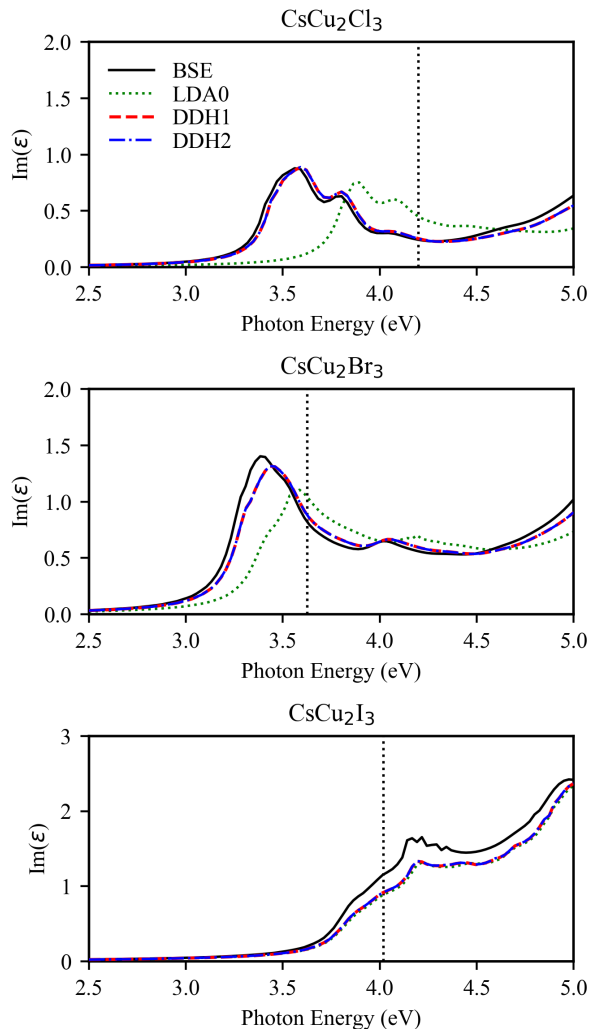 CsCu₂Cl₃
2.0
1.5
1.0
0.5
0.0
Im(ε)
BSE
LDA0
DDH1
DDH2
2.5 3.0 3.5 4.0 4.5 5.0
Photon Energy (eV)
CsCu₂Br₃
2.0
1.5
1.0
0.5
0.0
Im(ε)
2.5 3.0 3.5 4.0 4.5 5.0
Photon Energy (eV)
CsCu₂I₃
3
2
1
0
Im(ε)
2.5 3.0 3.5 4.0 4.5 5.0
Photon Energy (eV)